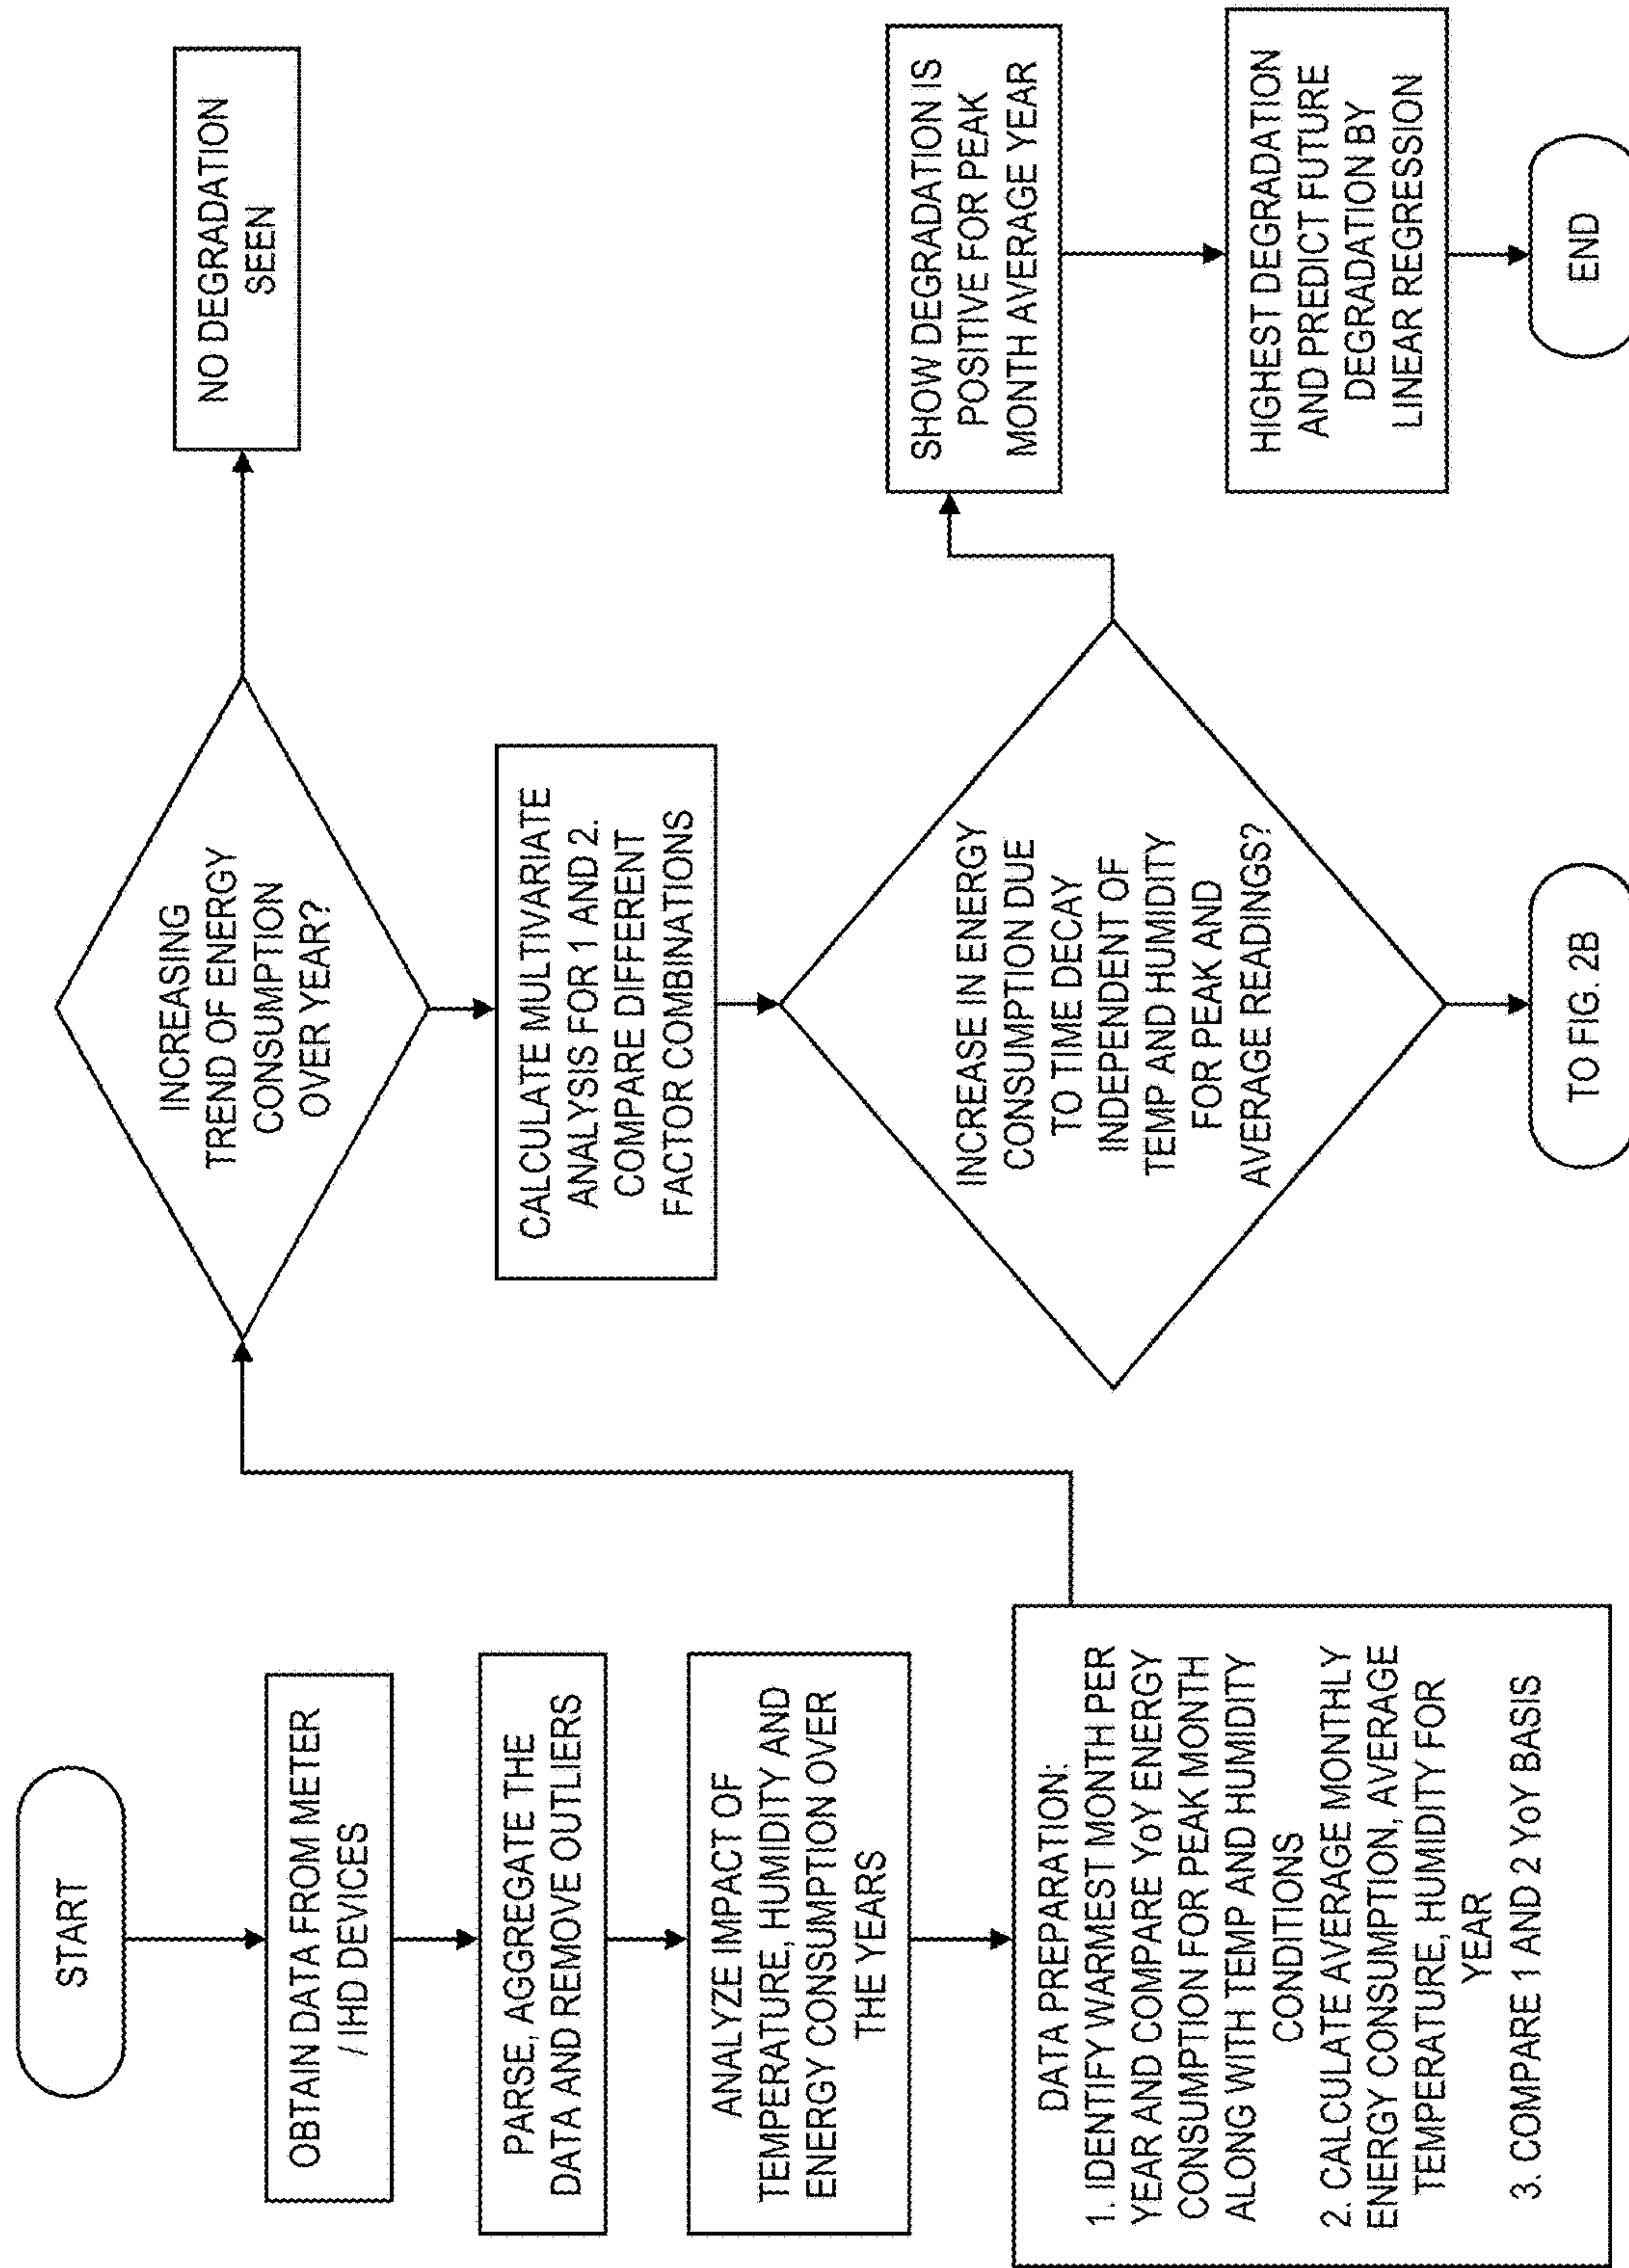 START
OBTAIN DATA FROM METER
/ IHD DEVICES
PARSE, AGGREGATE THE
DATA AND REMOVE OUTLIERS
ANALYZE IMPACT OF
TEMPERATURE, HUMIDITY AND
ENERGY CONSUMPTION OVER
THE YEARS
DATA PREPARATION:
1. IDENTIFY WARMEST MONTH PER
YEAR AND COMPARE YoY ENERGY
CONSUMPTION FOR PEAK MONTH
ALONG WITH TEMP AND HUMIDITY
CONDITIONS
2. CALCULATE AVERAGE MONTHLY
ENERGY CONSUMPTION, AVERAGE
TEMPERATURE, HUMIDITY FOR
YEAR
3. COMPARE 1 AND 2 YoY BASIS
INCREASING
TREND OF ENERGY
CONSUMPTION
OVER YEAR?
NO DEGRADATION
SEEN
CALCULATE MULTIVARIATE
ANALYSIS FOR 1 AND 2.
COMPARE DIFFERENT
FACTOR COMBINATIONS
INCREASE IN ENERGY
CONSUMPTION DUE
TO TIME DECAY
INDEPENDENT OF
TEMP AND HUMIDITY
FOR PEAK AND
AVERAGE READINGS?
TO FIG. 2B
SHOW DEGRADATION IS
POSITIVE FOR PEAK
MONTH AVERAGE YEAR
HIGHEST DEGRADATION
AND PREDICT FUTURE
DEGRADATION BY
LINEAR REGRESSION
END